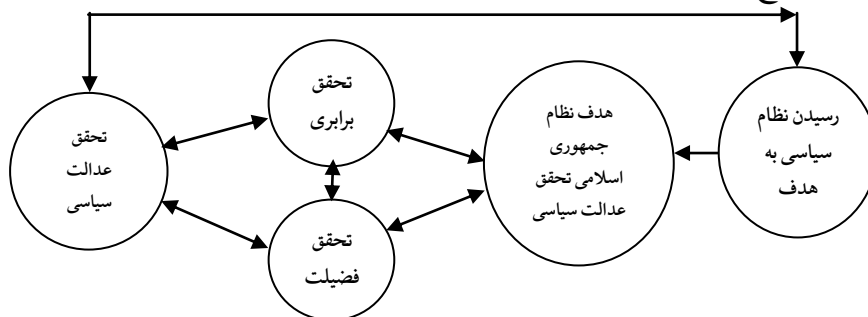 رسیدن نظام
سیاسی به
هدف
هدف نظام
جمهوری
اسلامی تحقق
عدالت سیاسی
تحقق
برابری
تحقق
فضیلت
تحقق
عدالت
سیاسی